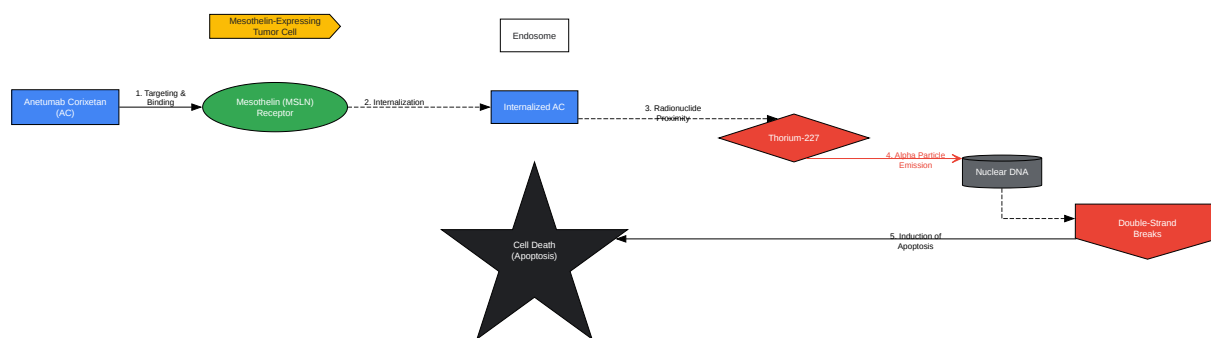 Mesothelin-Expressing
Tumor Cell
Endosome
Anetumab Corixetan
(AC)
1. Targeting &
Binding
Mesothelin (MSLN)
Receptor
2. Internalization
Internalized AC
3. Radionuclide
Proximity
Thorium-227
4. Alpha Particle
Emission
Nuclear DNA
Double-Strand
Breaks
5. Induction of
Apoptosis
Cell Death
(Apoptosis)